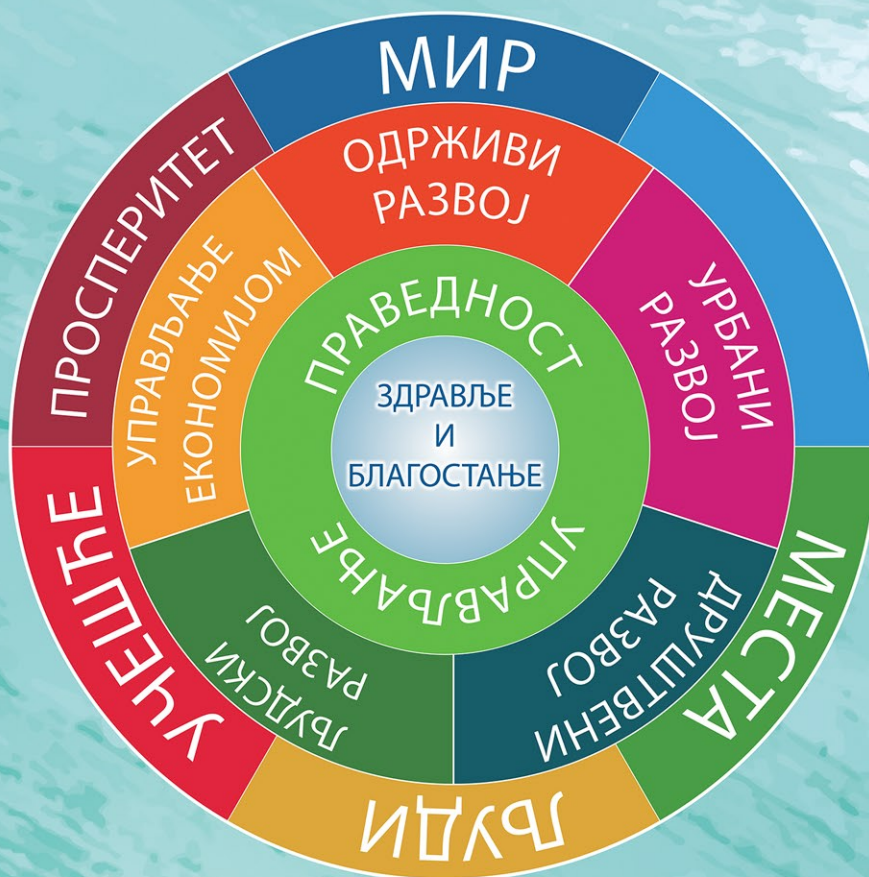 МИР
МЕСТА
ЉУДИ
УЧЕШЋЕ
ПРОСПЕРИТЕТ
ОДРЖИВИ
РАЗВОЈ
УРБАНИ
РАЗВОЈ
ДРУШТВЕНИ
РАЗВОЈ
ЉУДСКИ
РАЗВОЈ
УПРАВЉАЊЕ
ЕКОНОМИЈОМ
ПРАВЕДНОСТ
УПРАВЉАЊЕ
ЗДРАВЉЕ
И
БЛАГОСТАЊЕ